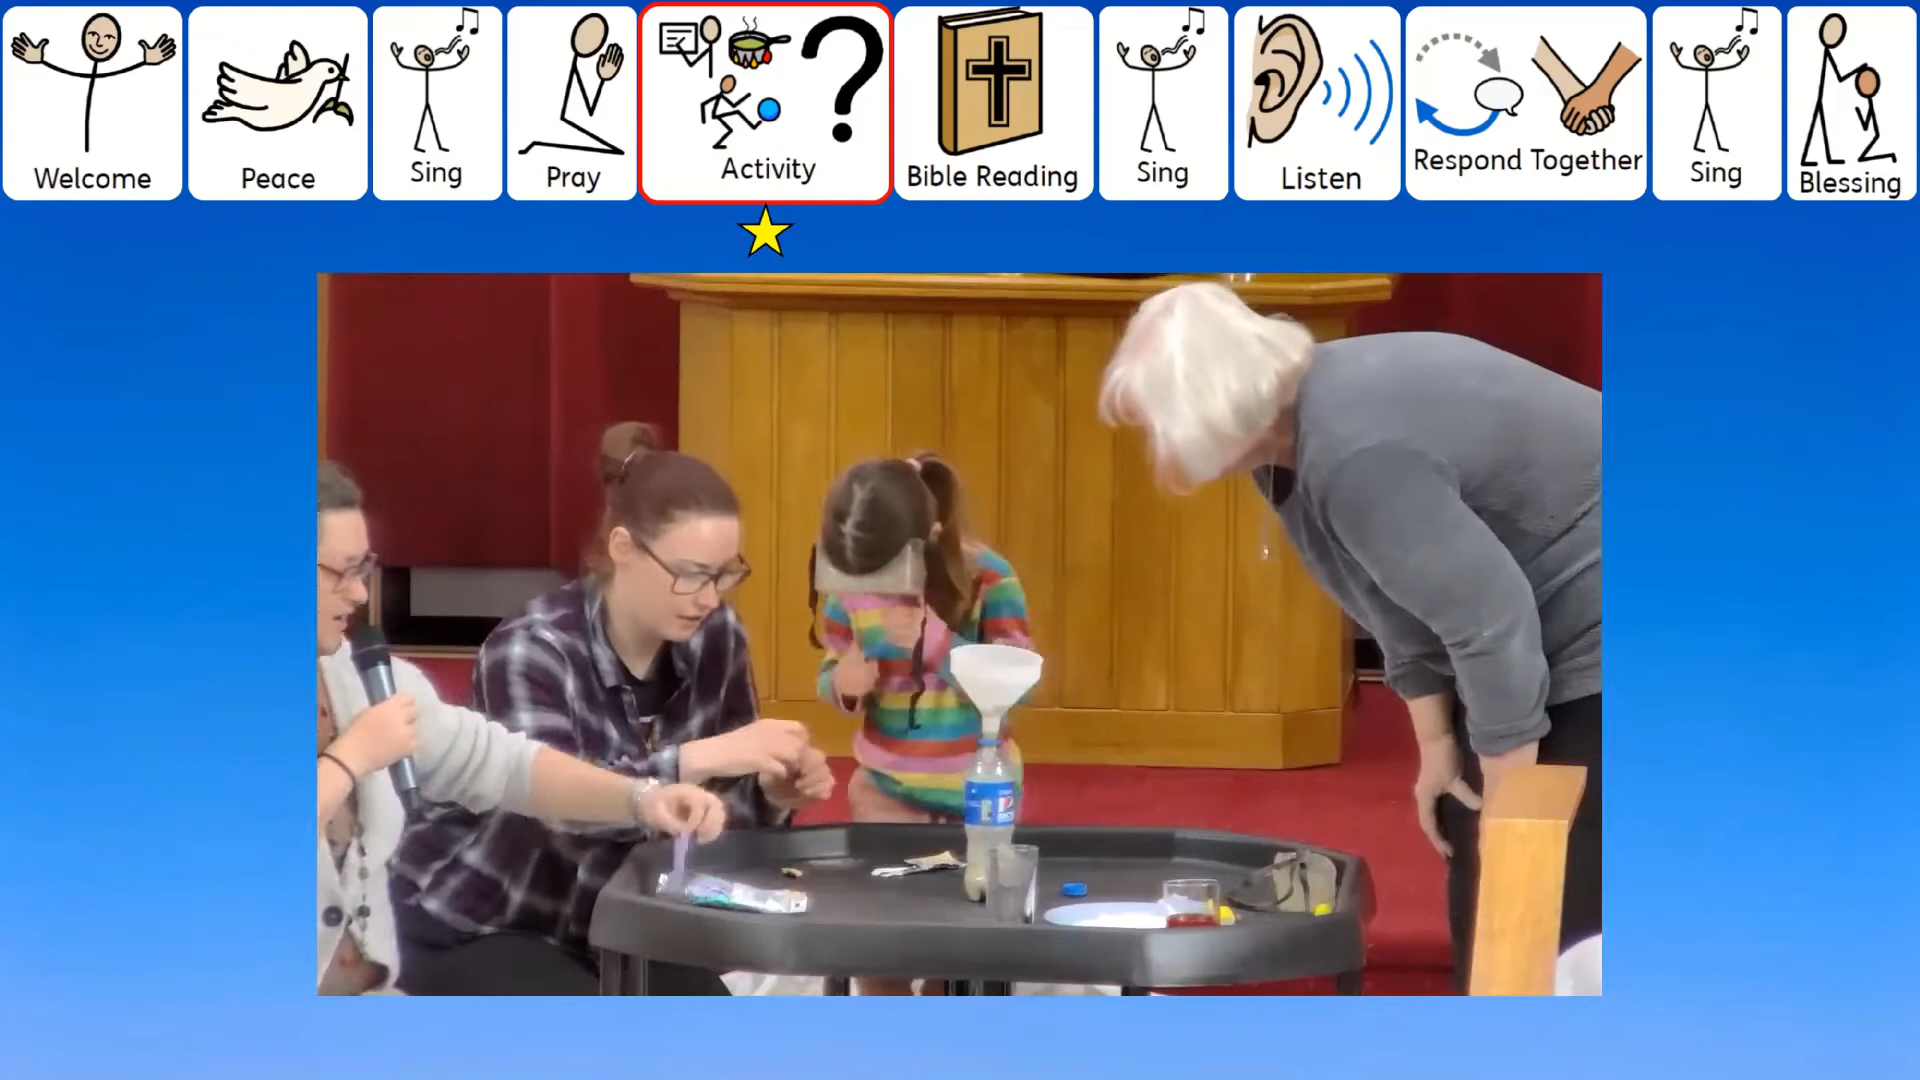 Welcome
Peace
Sing
Pray
Activity
Bible Reading
Sing
Listen
Respond Together
Sing
Blessing